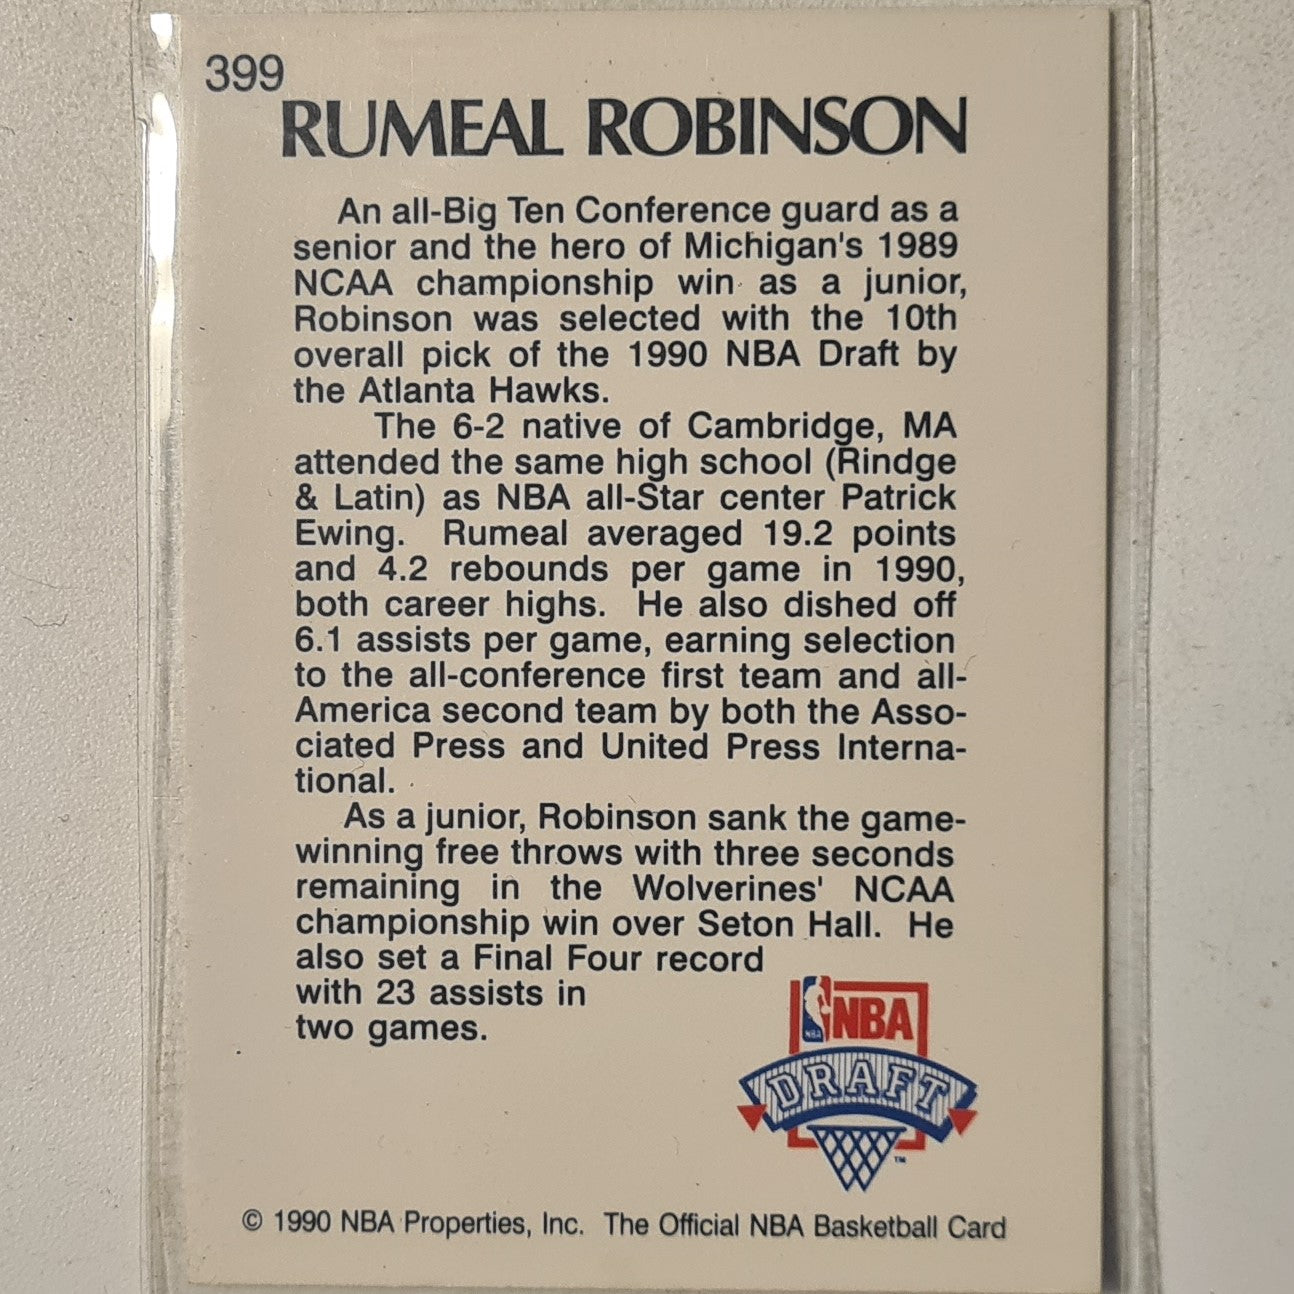 399
RUMEAL ROBINSON
An all-Big Ten Conference guard as a
senior and the hero of Michigan's 1989
NCAA championship win as a junior,
Robinson was selected with the 10th
overall pick of the 1990 NBA Draft by
the Atlanta Hawks.
The 6-2 native of Cambridge, MA
attended the same high school (Rindge
& Latin) as NBA all-Star center Patrick
Ewing. Rumeal averaged 19.2 points
and 4.2 rebounds per game in 1990,
both career highs. He also dished off
6.1 assists per game, earning selection
to the all-conference first team and all-
America second team by both the Asso-
ciated Press and United Press Interna-
tional.
As a junior, Robinson sank the game-
winning free throws with three seconds
remaining in the Wolverines' NCAA
championship win over Seton Hall. He
also set a Final Four record
with 23 assists in
two games.
NBA
NBA
DRAFT
TM
© 1990 NBA Properties, Inc. The Official NBA Basketball Card